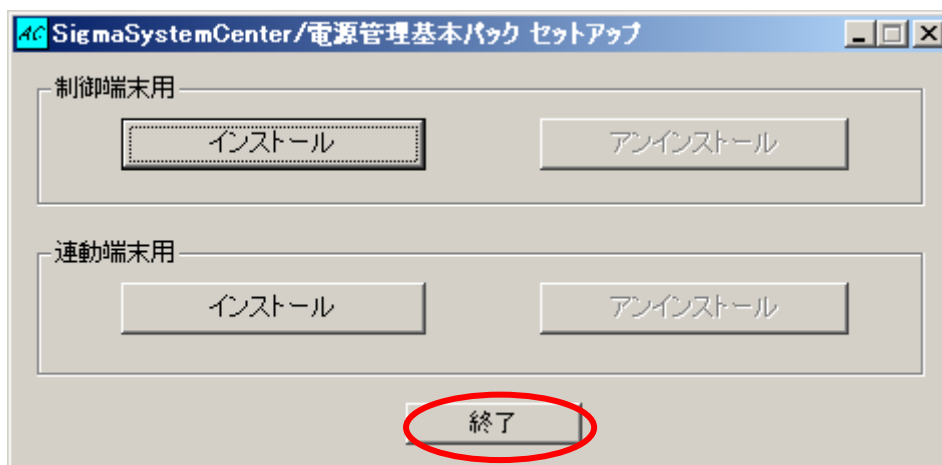 AC SigmaSystemCenter/電源管理基本パック セットアップ
制御端末用
インストール アンインストール
連動端末用
インストール アンインストール
終了